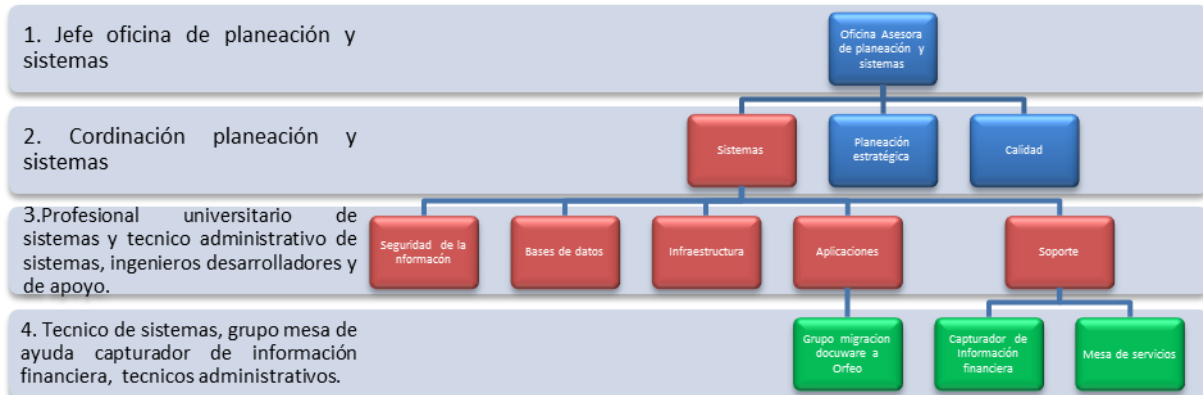 1. Jefe oficina de planeación y
sistemas
Oficina Asesora
de planeación y
sistemas
2. Cordinación planeación y
sistemas
Sistemas
Planeación
estratégica
Calidad
3.Profesional universitario de
sistemas y tecnico administrativo de
sistemas, ingenieros desarrolladores y
de apoyo.
Seguridad de la
nformacón
Bases de datos
Infraestructura
Aplicaciones
Soporte
4. Tecnico de sistemas, grupo mesa de
ayuda capturador de información
financiera, tecnicos administrativos.
Grupo migracion
docuware a
Orfeo
Capturador de
Información
financiera
Mesa de servicios